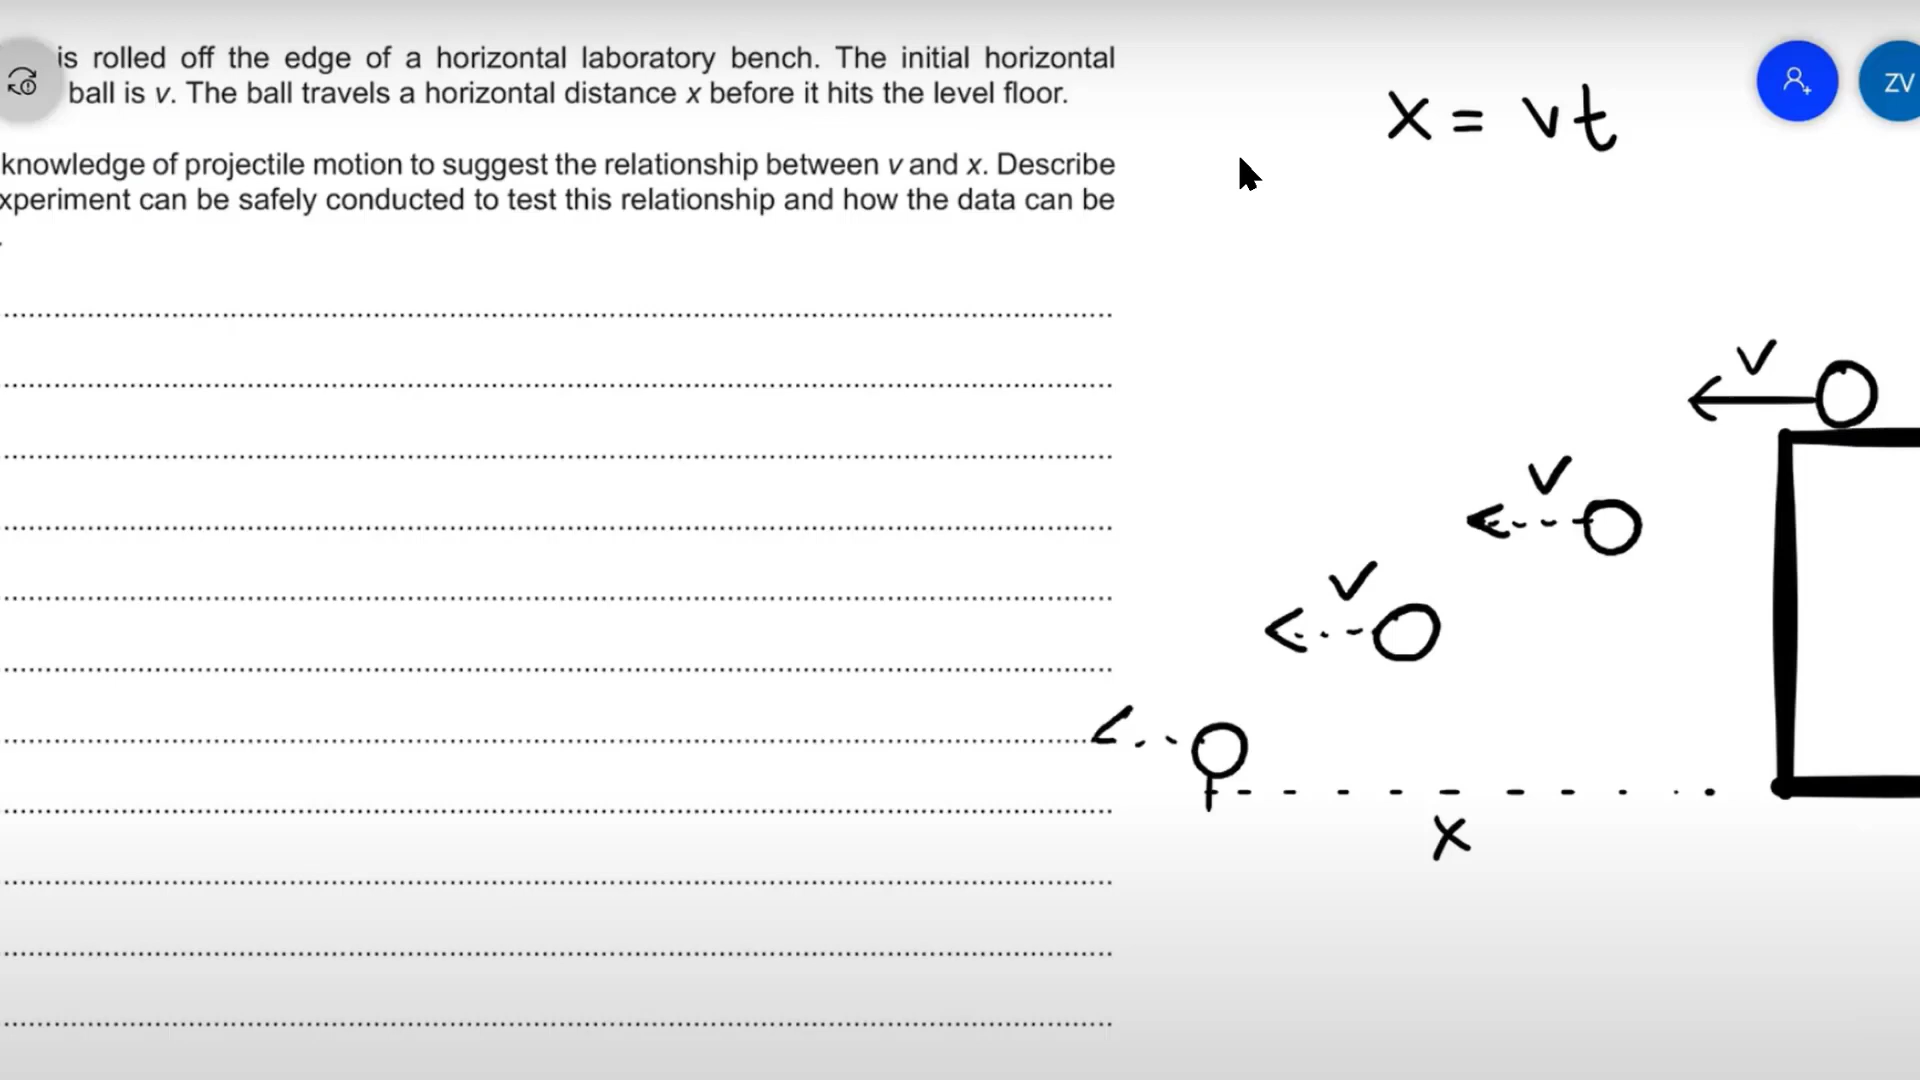 is rolled off the edge of a horizontal laboratory bench. The initial horizontal
ball is v. The ball travels a horizontal distance x before it hits the level floor.
knowledge of projectile motion to suggest the relationship between v and x. Describe
xperiment can be safely conducted to test this relationship and how the data can be
x = vt
ZV
v
v
v
x